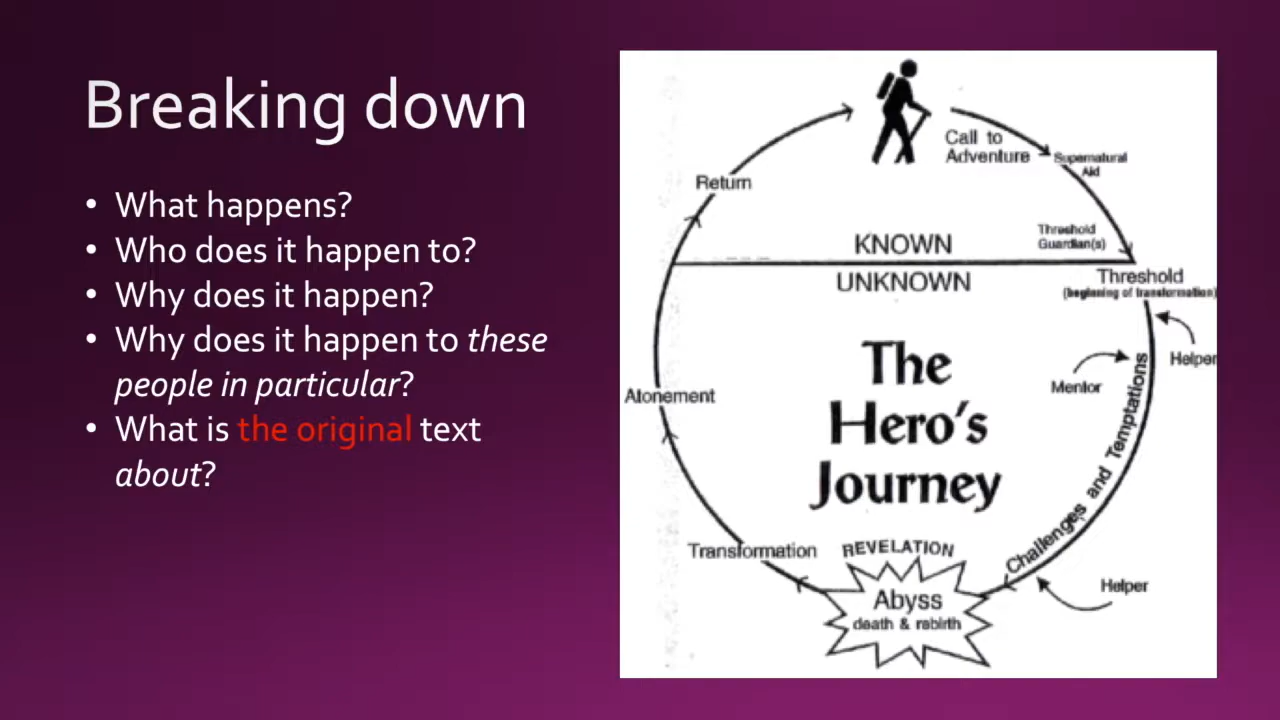 Breaking down
• What happens?
• Who does it happen to?
• Why does it happen?
• Why does it happen to these
people in particular?
• What is the original text
about?
Call to
Adventure
Supernatural
Aid
Return
KNOWN
Threshold
Guardian(s)
UNKNOWN
Threshold
(beginning of transformation)
Helper
Mentor
The
Hero's
Journey
Atonement
Challenges and Temptations
Transformation
REVELATION
Abyss
death & rebirth
Helper